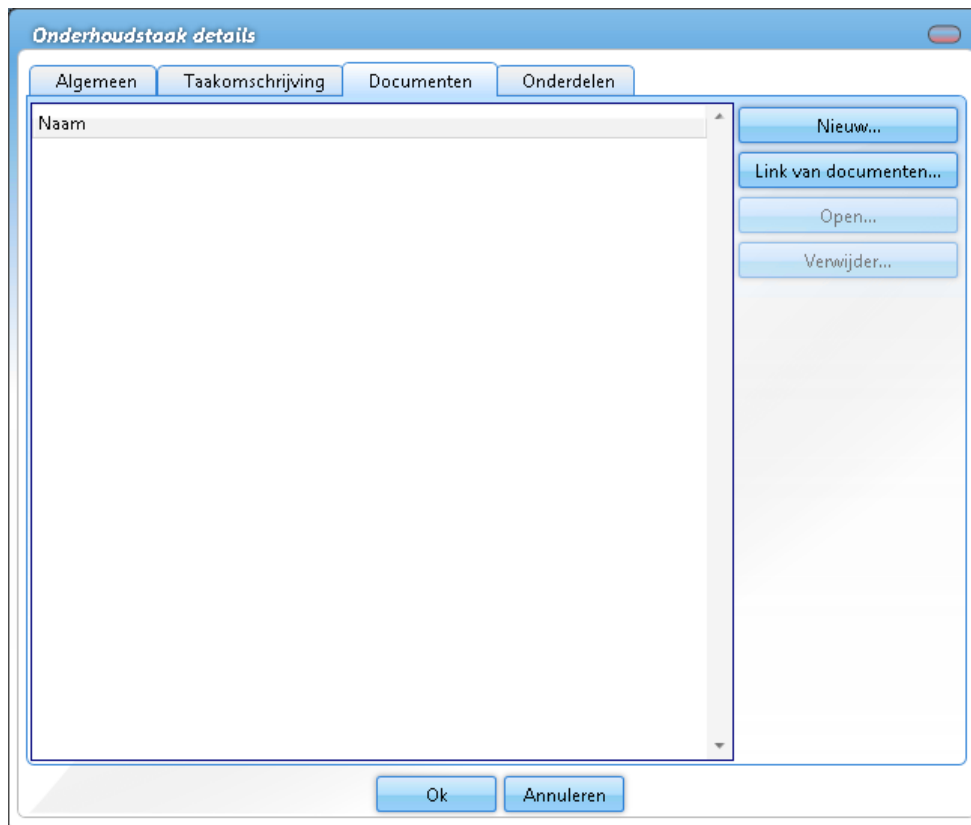 Onderhoudstaak details
Algemeen Taakomschrijving Documenten Onderdelen
Naam
Nieuw...
Link van documenten...
Open...
Verwijder...
Ok Annuleren